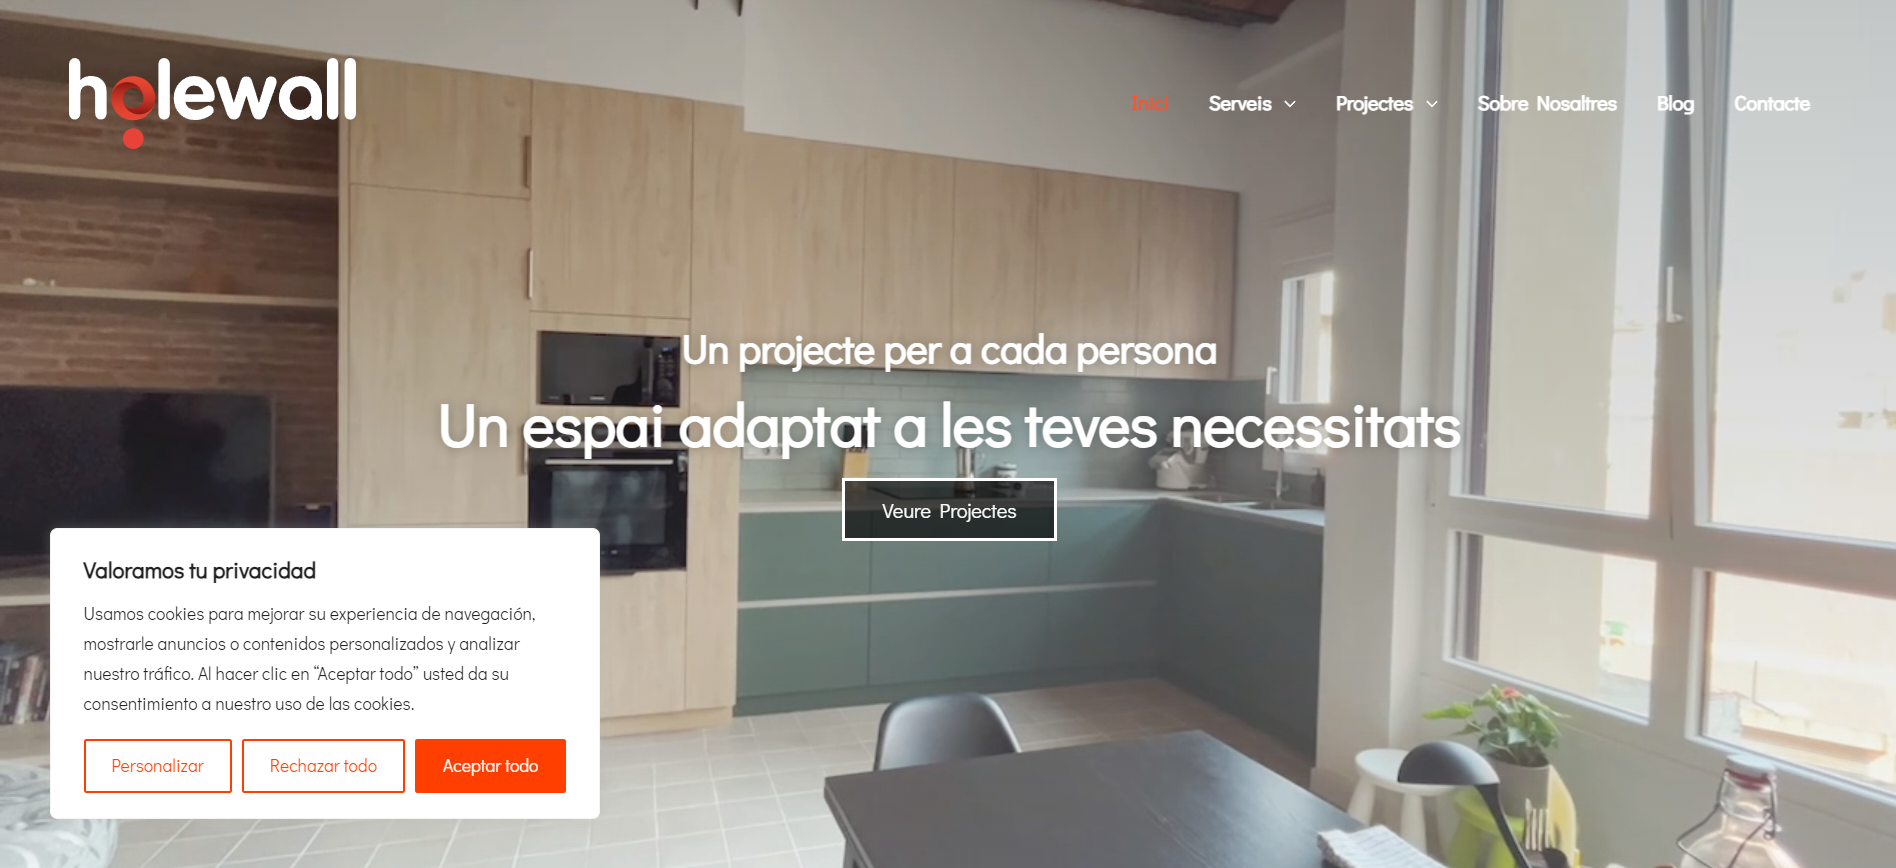 holewall
Inici Serveis Projectes Sobre Nosaltres Blog Contacte
Un projecte per a cada persona
Un espai adaptat a les teves necessitats
Veure Projectes
Valoramos tu privacidad
Usamos cookies para mejorar su experiencia de navegación,
mostrarle anuncios o contenidos personalizados y analizar
nuestro tráfico. Al hacer clic en “Aceptar todo” usted da su
consentimiento a nuestro uso de las cookies.
Personalizar Rechazar todo Aceptar todo